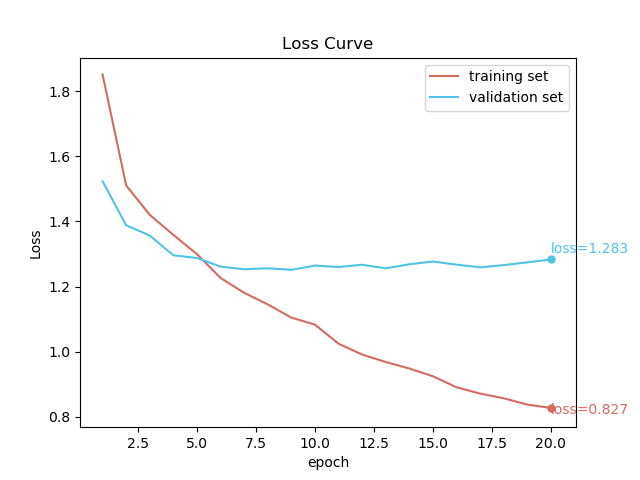 Loss Curve
training set
validation set
1.8
1.6
1.4
1.2
1.0
0.8
Loss
loss=1.283
loss=0.827
2.5 5.0 7.5 10.0 12.5 15.0 17.5 20.0
epoch